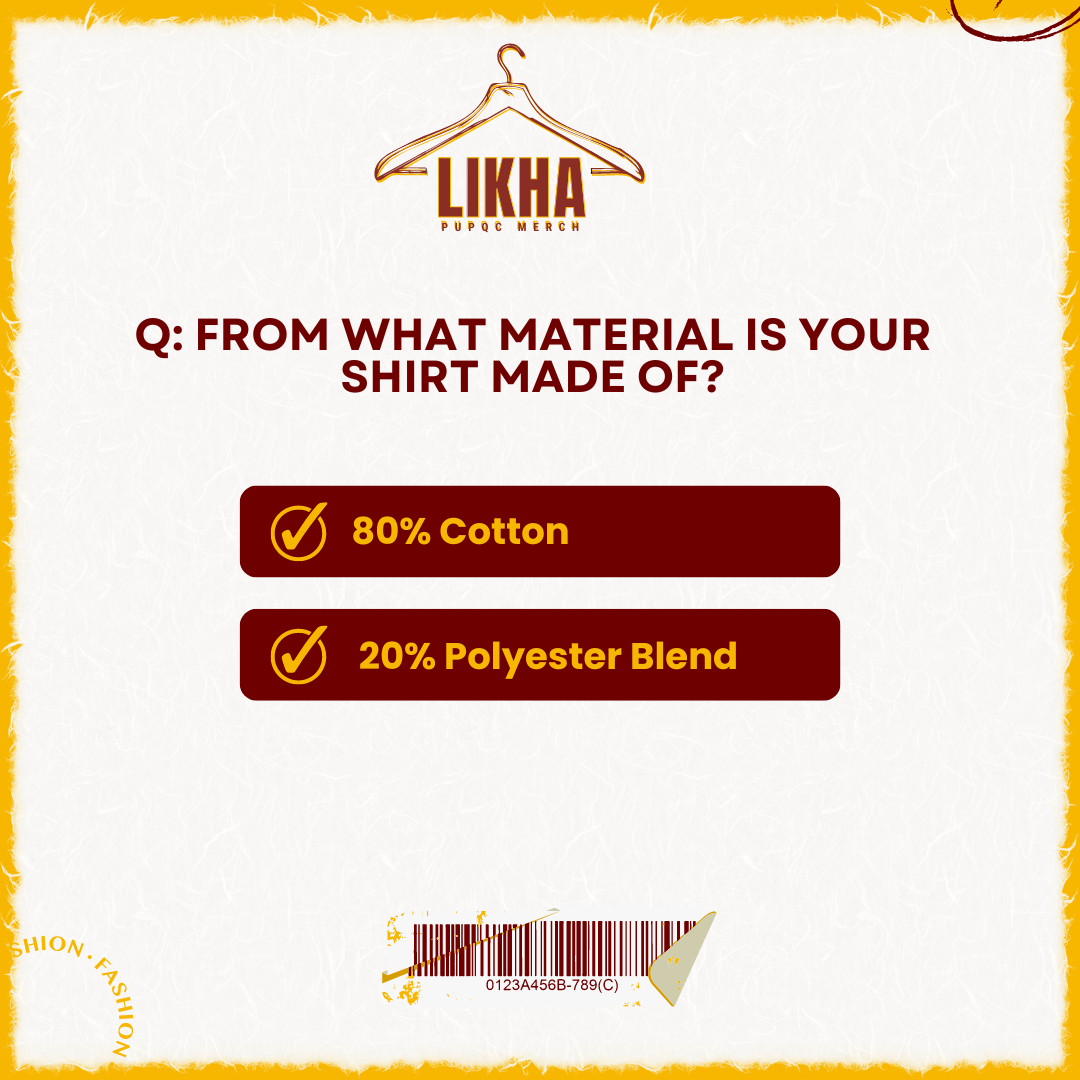 LIKHA
PUPQC MERCH
Q: FROM WHAT MATERIAL IS YOUR
SHIRT MADE OF?
80% Cotton
20% Polyester Blend
0123A456B-789(C)
SHION · FASHION